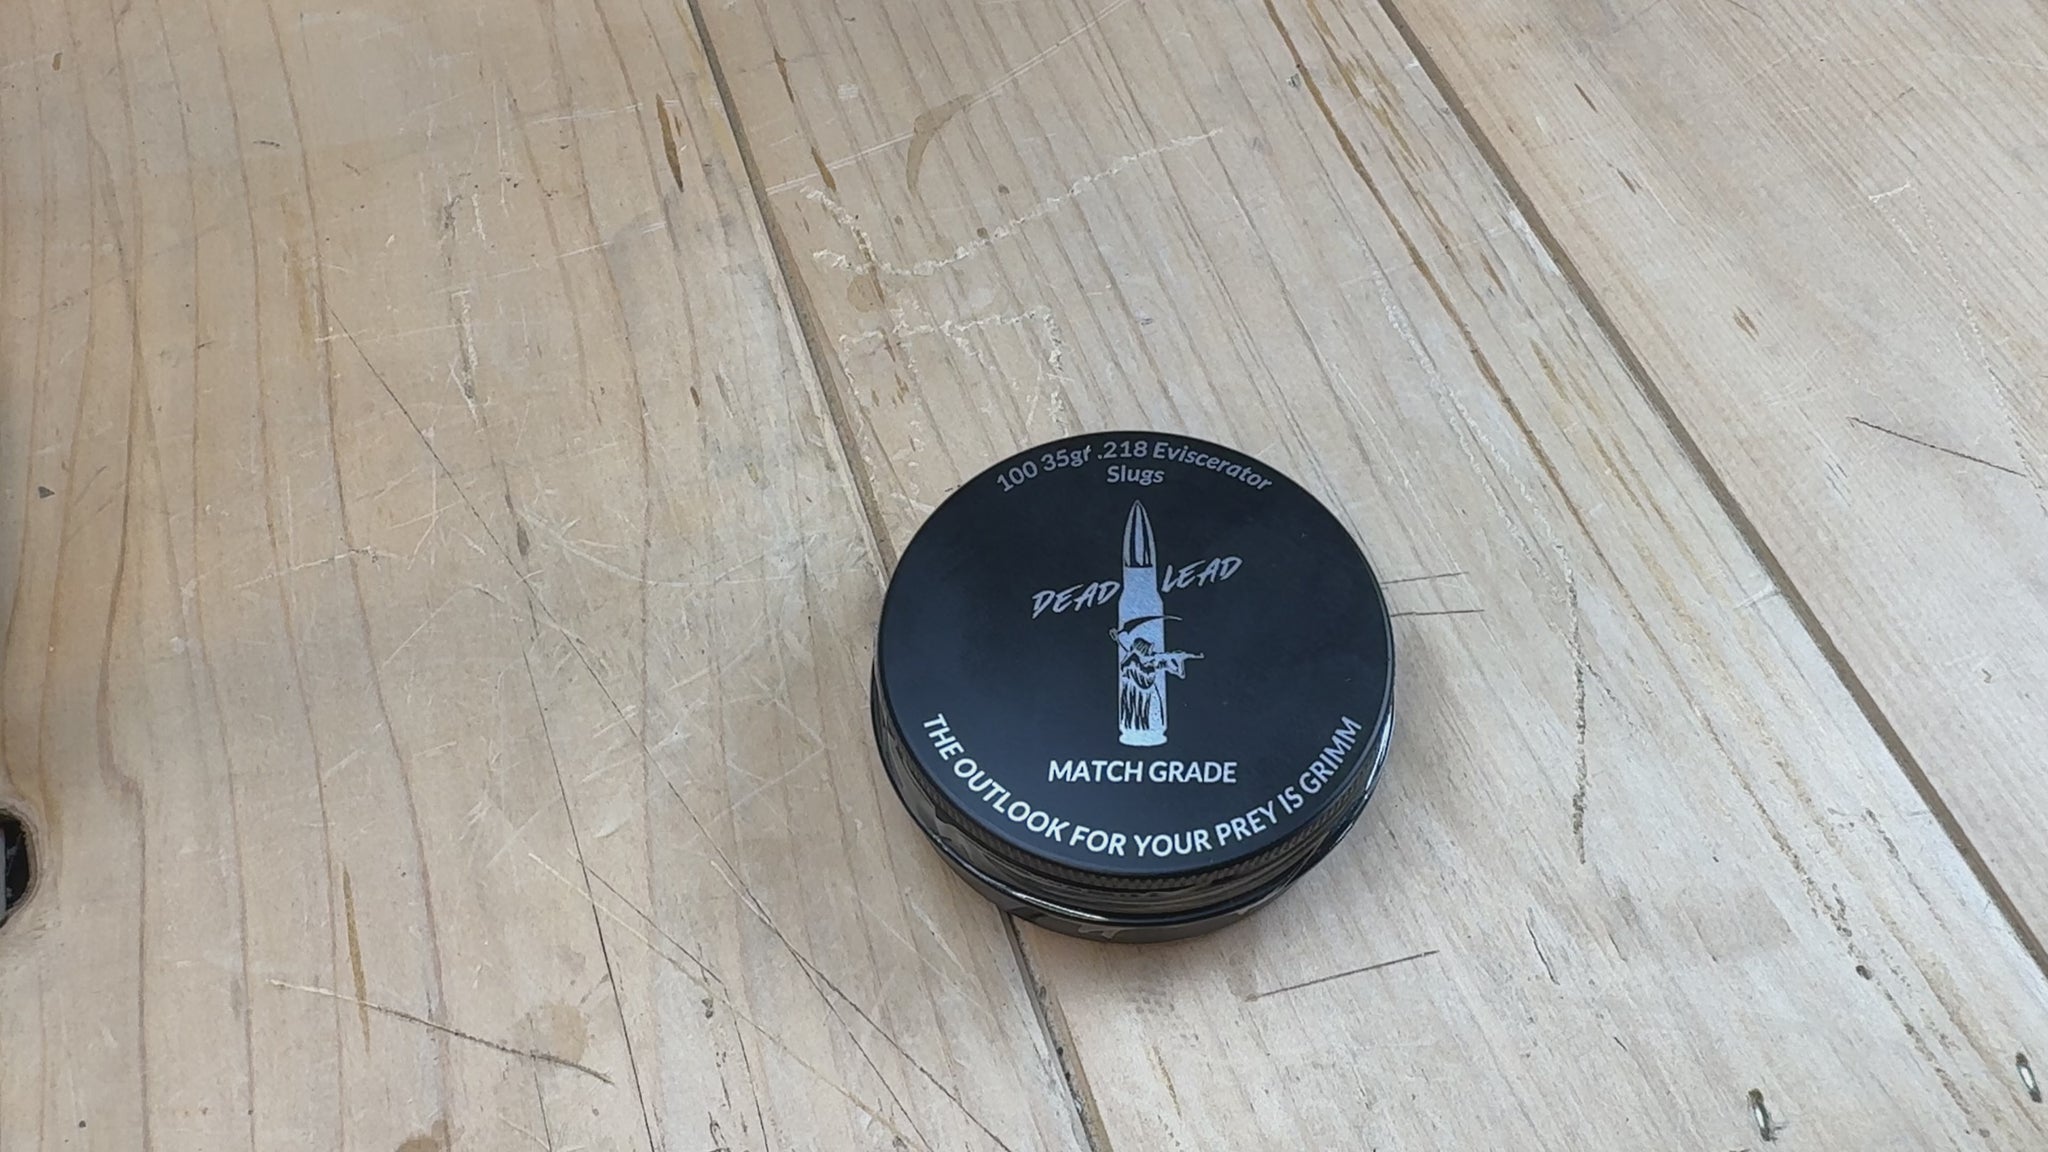 100 35gr .218 Eviscerator
Slugs
DEAD LEAD
MATCH GRADE
THE OUTLOOK FOR YOUR PREY IS GRIMM